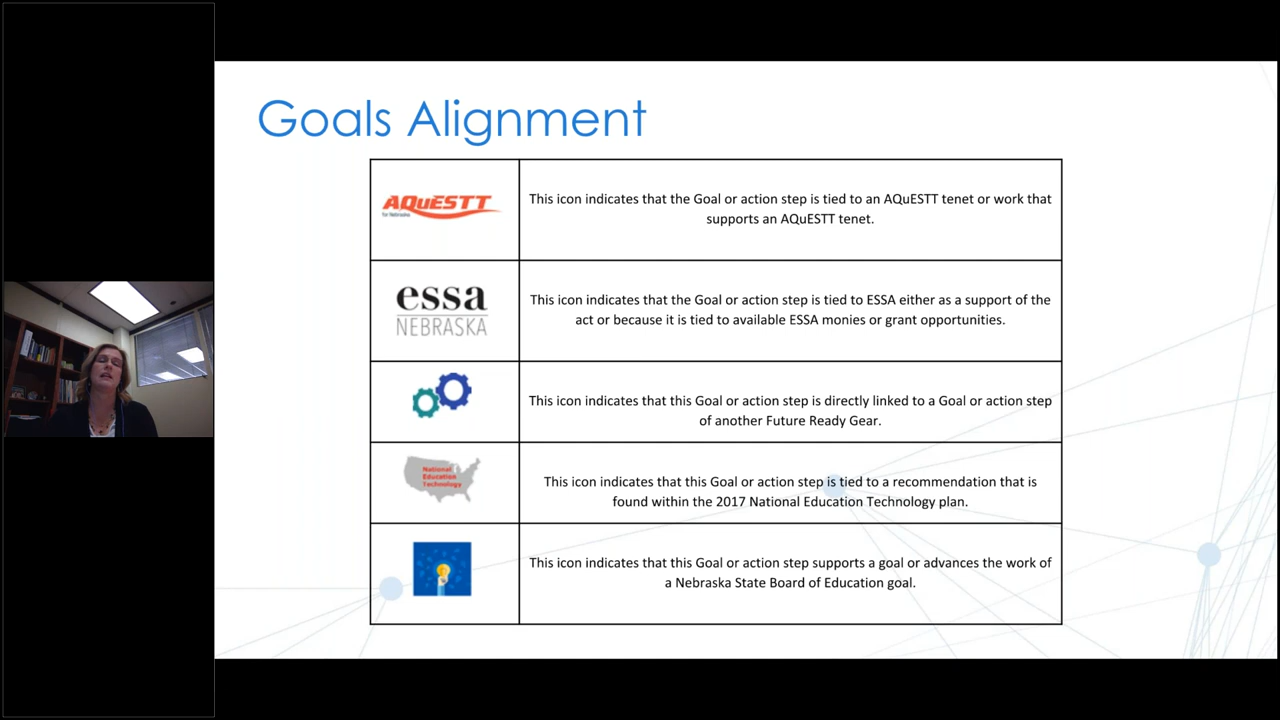 Goals Alignment
AQuESTT
for Nebraska
This icon indicates that the Goal or action step is tied to an AQuESTT tenet or work that
supports an AQuESTT tenet.
essa
NEBRASKA
This icon indicates that the Goal or action step is tied to ESSA either as a support of the
act or because it is tied to available ESSA monies or grant opportunities.
This icon indicates that this Goal or action step is directly linked to a Goal or action step
of another Future Ready Gear.
National
Education
Technology
This icon indicates that this Goal or action step is tied to a recommendation that is
found within the 2017 National Education Technology plan.
This icon indicates that this Goal or action step supports a goal or advances the work of
a Nebraska State Board of Education goal.